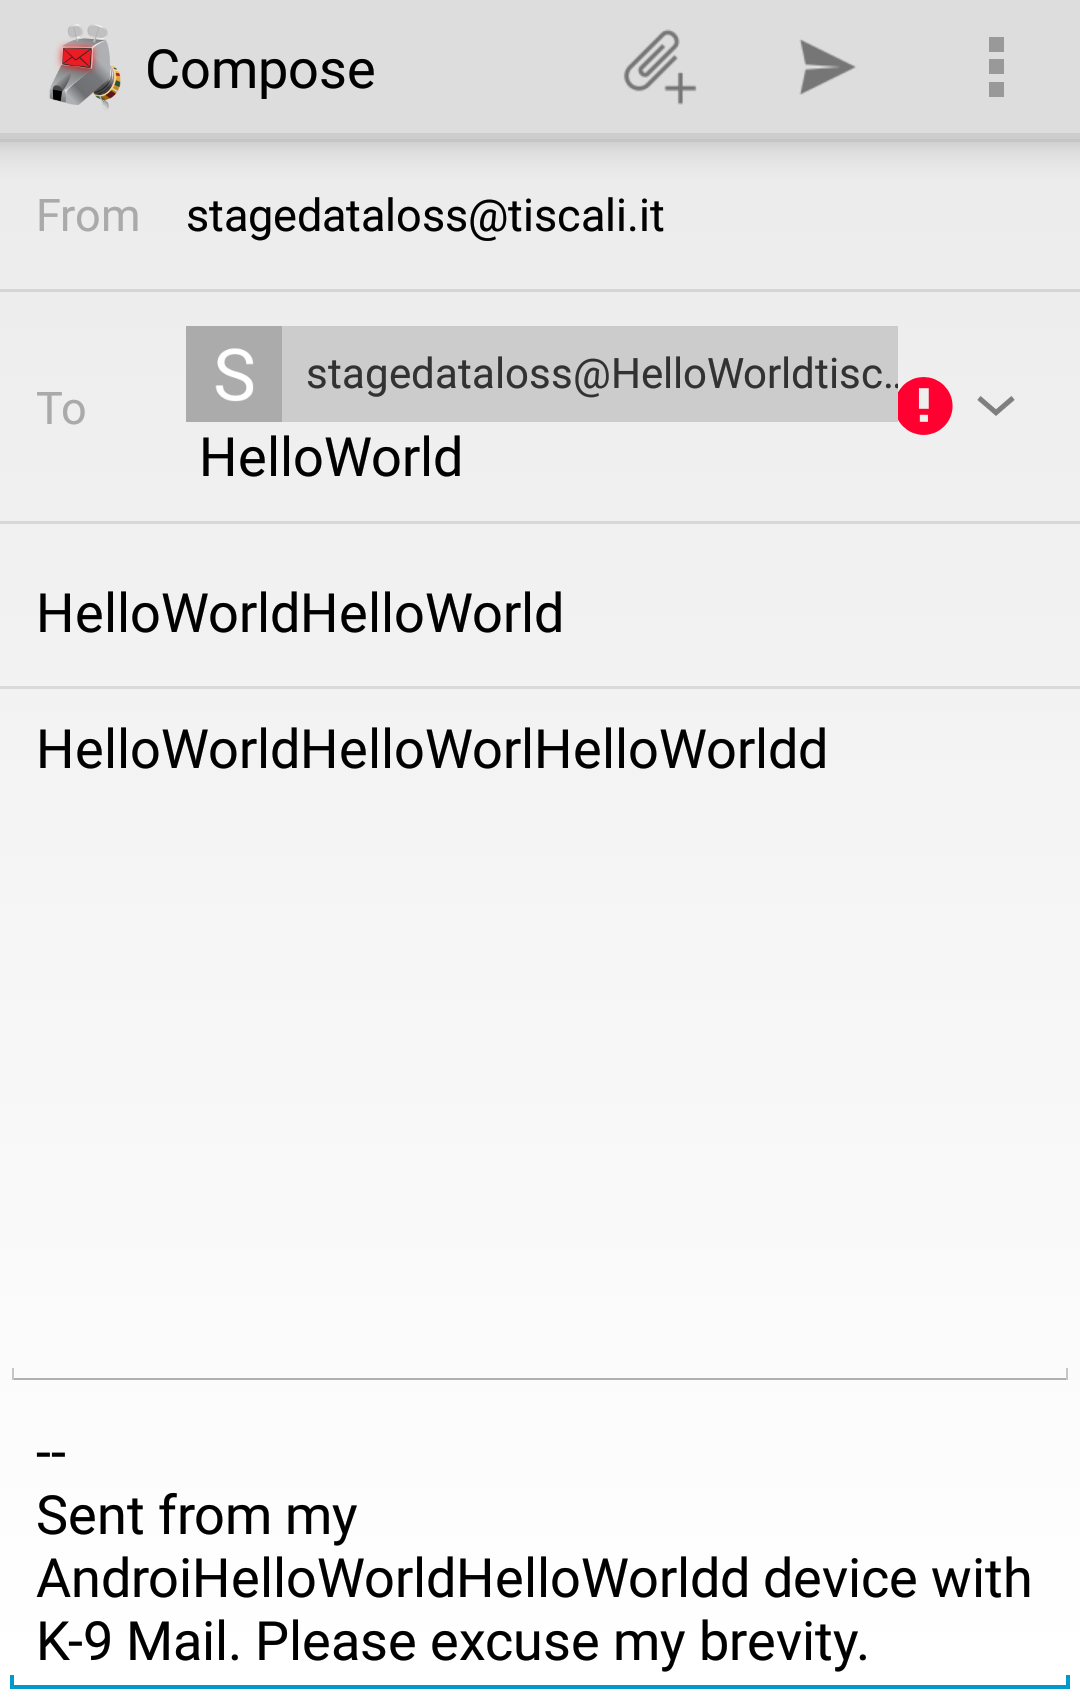 Compose
From stagedataloss@tiscali.it
S stagedataloss@HelloWorldtisc..
To
HelloWorld
HelloWorldHelloWorld
HelloWorldHelloWorlHelloWorldd
--
Sent from my
AndroiHelloWorldHelloWorldd device with
K-9 Mail. Please excuse my brevity.